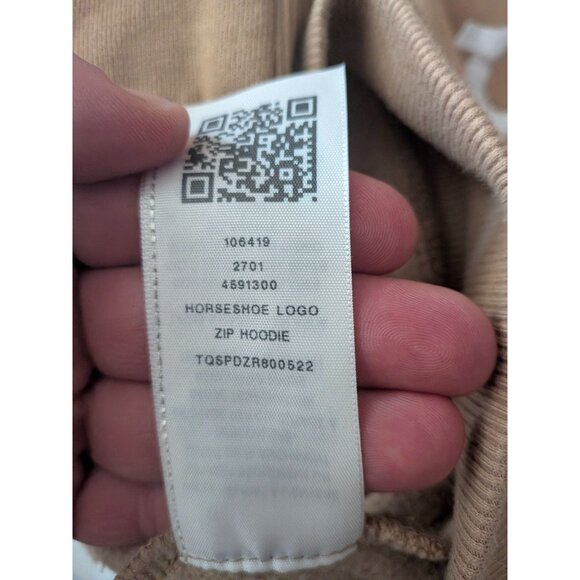 106419
2701
4591300
HORSESHOE LOGO
ZIP HOODIE
TQSPDZR800522